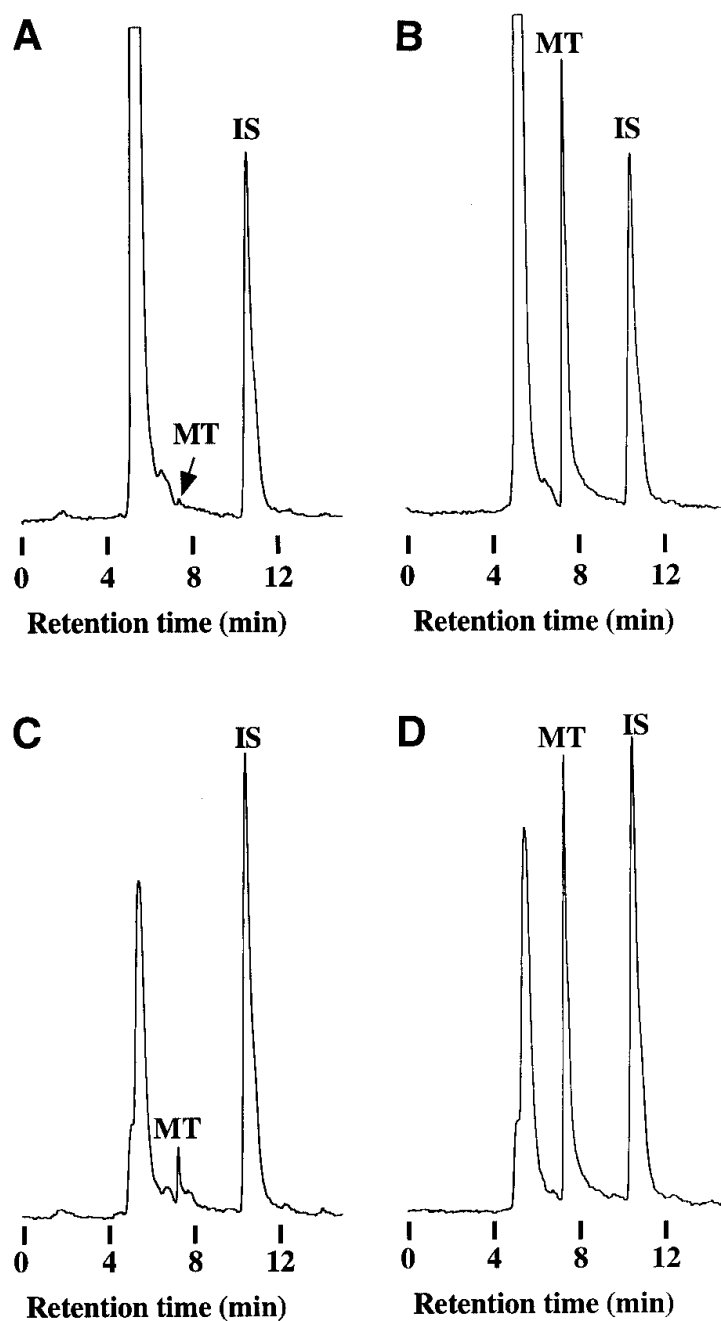 A
IS
MT
0 4 8 12
Retention time (min)
B
MT
IS
0 4 8 12
Retention time (min)
C
IS
MT
0 4 8 12
Retention time (min)
D
MT
IS
0 4 8 12
Retention time (min)